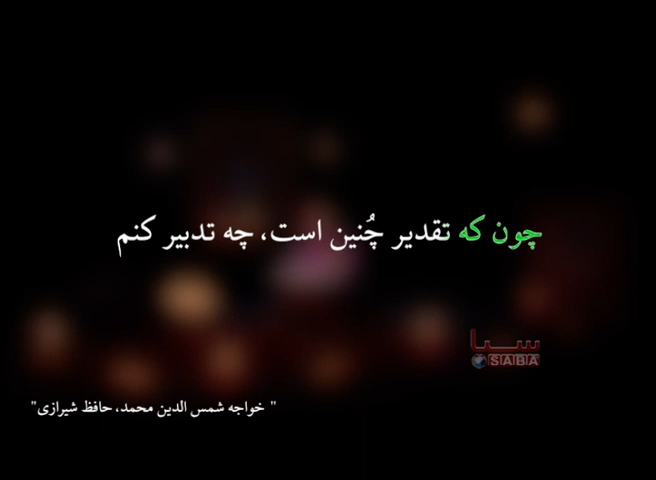 چون که تقدیر چُنین است، چه تدبیر کنم
سبا
SABA
" خواجه شمس الدین محمد، حافظ شیرازی"